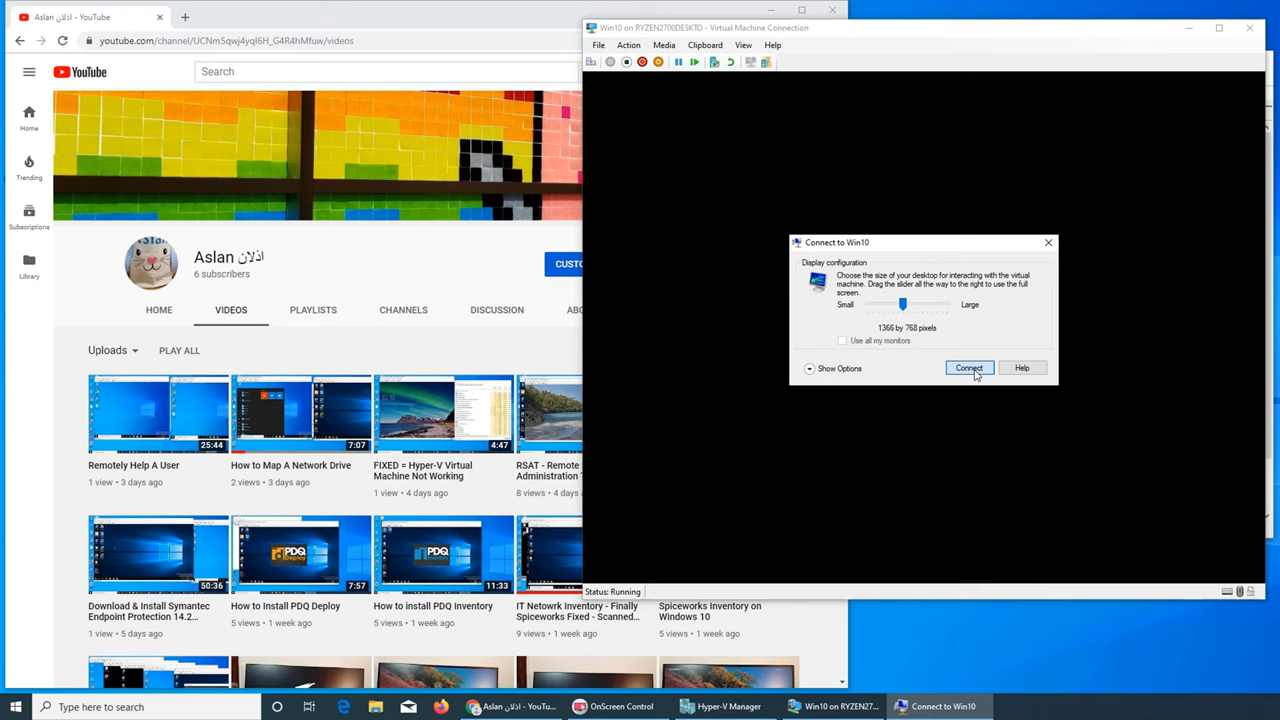 Aslan اذلان - YouTube
youtube.com/channel/UCNm5qwj4yqI6H_G4R4hMfuw/videos
YouTube
Search
Home
Trending
Subscriptions
Library
Aslan اذلان
6 subscribers
CUSTO
HOME
VIDEOS
PLAYLISTS
CHANNELS
DISCUSSION
ABO
Uploads
PLAY ALL
25:44
7:07
4:47
Remotely Help A User
1 view • 3 days ago
How to Map A Network Drive
2 views • 3 days ago
FIXED = Hyper-V Virtual
Machine Not Working
1 view • 4 days ago
RSAT - Remote
Administration T
8 views • 4 d
PDQ
Deploy
PDQ
50:36
7:57
11:33
Download & Install Symantec
Endpoint Protection 14.2...
1 view • 5 days ago
How to Install PDQ Deploy
5 views • 1 week ago
How to install PDQ Inventory
5 views • 1 week ago
IT Netowrk Inventory - Finally
Spiceworks Fixed - Scanned...
9 views • 1 week ago
Spiceworks Inventory on
Windows 10
5 views • 1 week ago
Win10 on RYZEN2700DESKTO - Virtual Machine Connection
File Action Media Clipboard View Help
Connect to Win10
Display configuration
Choose the size of your desktop for interacting with the virtual
machine. Drag the slider all the way to the right to use the full
screen.
Small
Large
1366 by 768 pixels
Use all my monitors
Show Options
Connect
Help
Status: Running
Type here to search
Aslan اذلان - YouTu...
OnScreen Control
Hyper-V Manager
Win10 on RYZEN27...
Connect to Win10